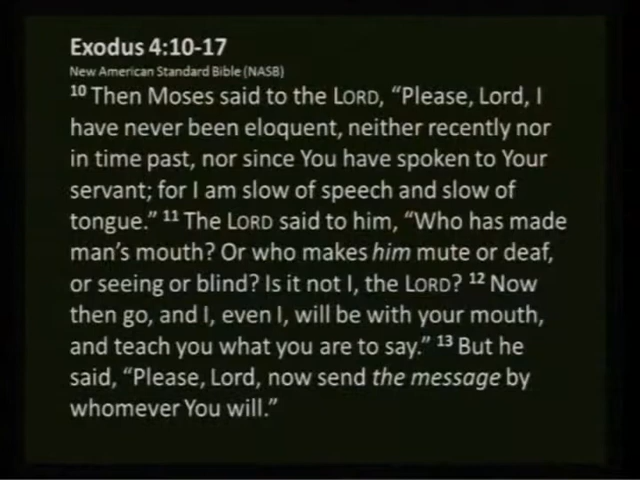 Exodus 4:10-17
New American Standard Bible (NASB)
10 Then Moses said to the LORD, “Please, Lord, I
have never been eloquent, neither recently nor
in time past, nor since You have spoken to Your
servant; for I am slow of speech and slow of
tongue.” 11 The LORD said to him, “Who has made
man’s mouth? Or who makes him mute or deaf,
or seeing or blind? Is it not I, the LORD? 12 Now
then go, and I, even I, will be with your mouth,
and teach you what you are to say.” 13 But he
said, “Please, Lord, now send the message by
whomever You will.”